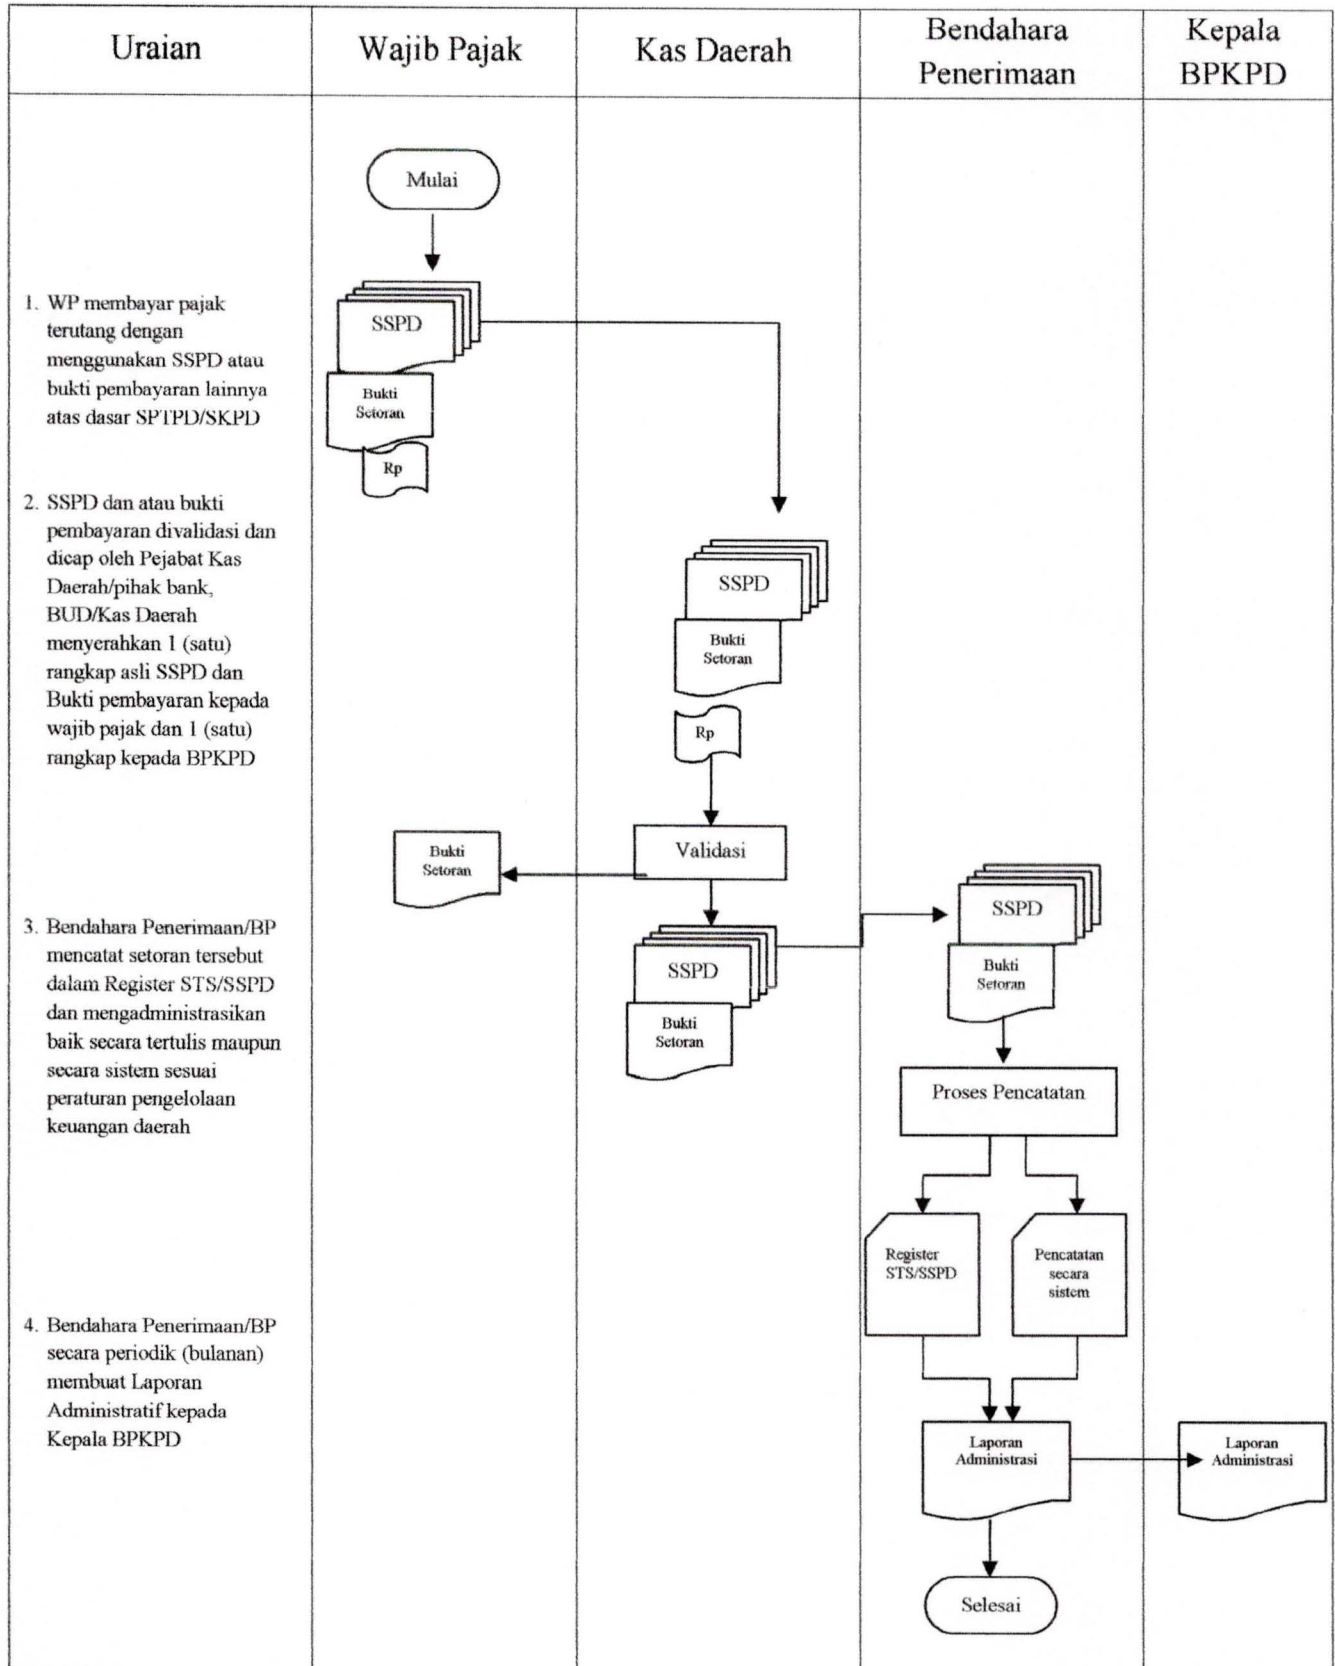 Uraian
Wajib Pajak
Kas Daerah
Bendahara
Penerimaan
Kepala
BPKPD
Mulai
1. WP membayar pajak
terutang dengan
menggunakan SSPD atau
bukti pembayaran lainnya
atas dasar SPTPD/SKPD
SSPD
Bukti
Setoran
Rp
2. SSPD dan atau bukti
pembayaran divalidasi dan
dicap oleh Pejabat Kas
Daerah/pihak bank,
BUD/Kas Daerah
menyerahkan 1 (satu)
rangkap asli SSPD dan
Bukti pembayaran kepada
wajib pajak dan 1 (satu)
rangkap kepada BPKPD
SSPD
Bukti
Setoran
Rp
Validasi
Bukti
Setoran
3. Bendahara Penerimaan/BP
mencatat setoran tersebut
dalam Register STS/SSPD
dan mengadministrasikan
baik secara tertulis maupun
secara sistem sesuai
peraturan pengelolaan
keuangan daerah
SSPD
Bukti
Setoran
SSPD
Bukti
Setoran
Proses Pencatatan
Register
STS/SSPD
Pencatatan
secara
sistem
4. Bendahara Penerimaan/BP
secara periodik (bulanan)
membuat Laporan
Administratif kepada
Kepala BPKPD
Laporan
Administrasi
Laporan
Administrasi
Selesai